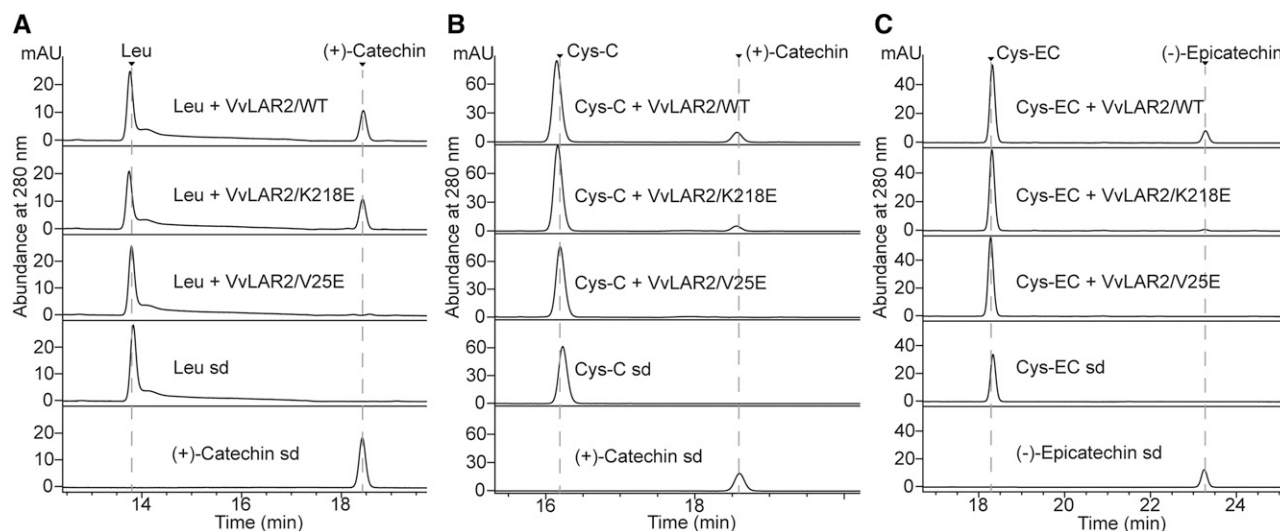 A
mAU
Leu
(+)-Catechin
20
10
0
Leu + VvLAR2/WT
20
10
0
Leu + VvLAR2/K218E
20
10
0
Leu + VvLAR2/V25E
20
10
0
Leu sd
20
10
0
(+)-Catechin sd
14
16
18
Time (min)
Abundance at 280 nm
B
mAU
Cys-C
(+)-Catechin
60
30
0
Cys-C + VvLAR2/WT
60
30
0
Cys-C + VvLAR2/K218E
60
30
0
Cys-C + VvLAR2/V25E
60
30
0
Cys-C sd
60
30
0
(+)-Catechin sd
16
18
Time (min)
Abundance at 280 nm
C
mAU
Cys-EC
(-)-Epicatechin
40
20
0
Cys-EC + VvLAR2/WT
40
20
0
Cys-EC + VvLAR2/K218E
40
20
0
Cys-EC + VvLAR2/V25E
40
20
0
Cys-EC sd
40
20
0
(-)-Epicatechin sd
18
20
22
24
Time (min)
Abundance at 280 nm